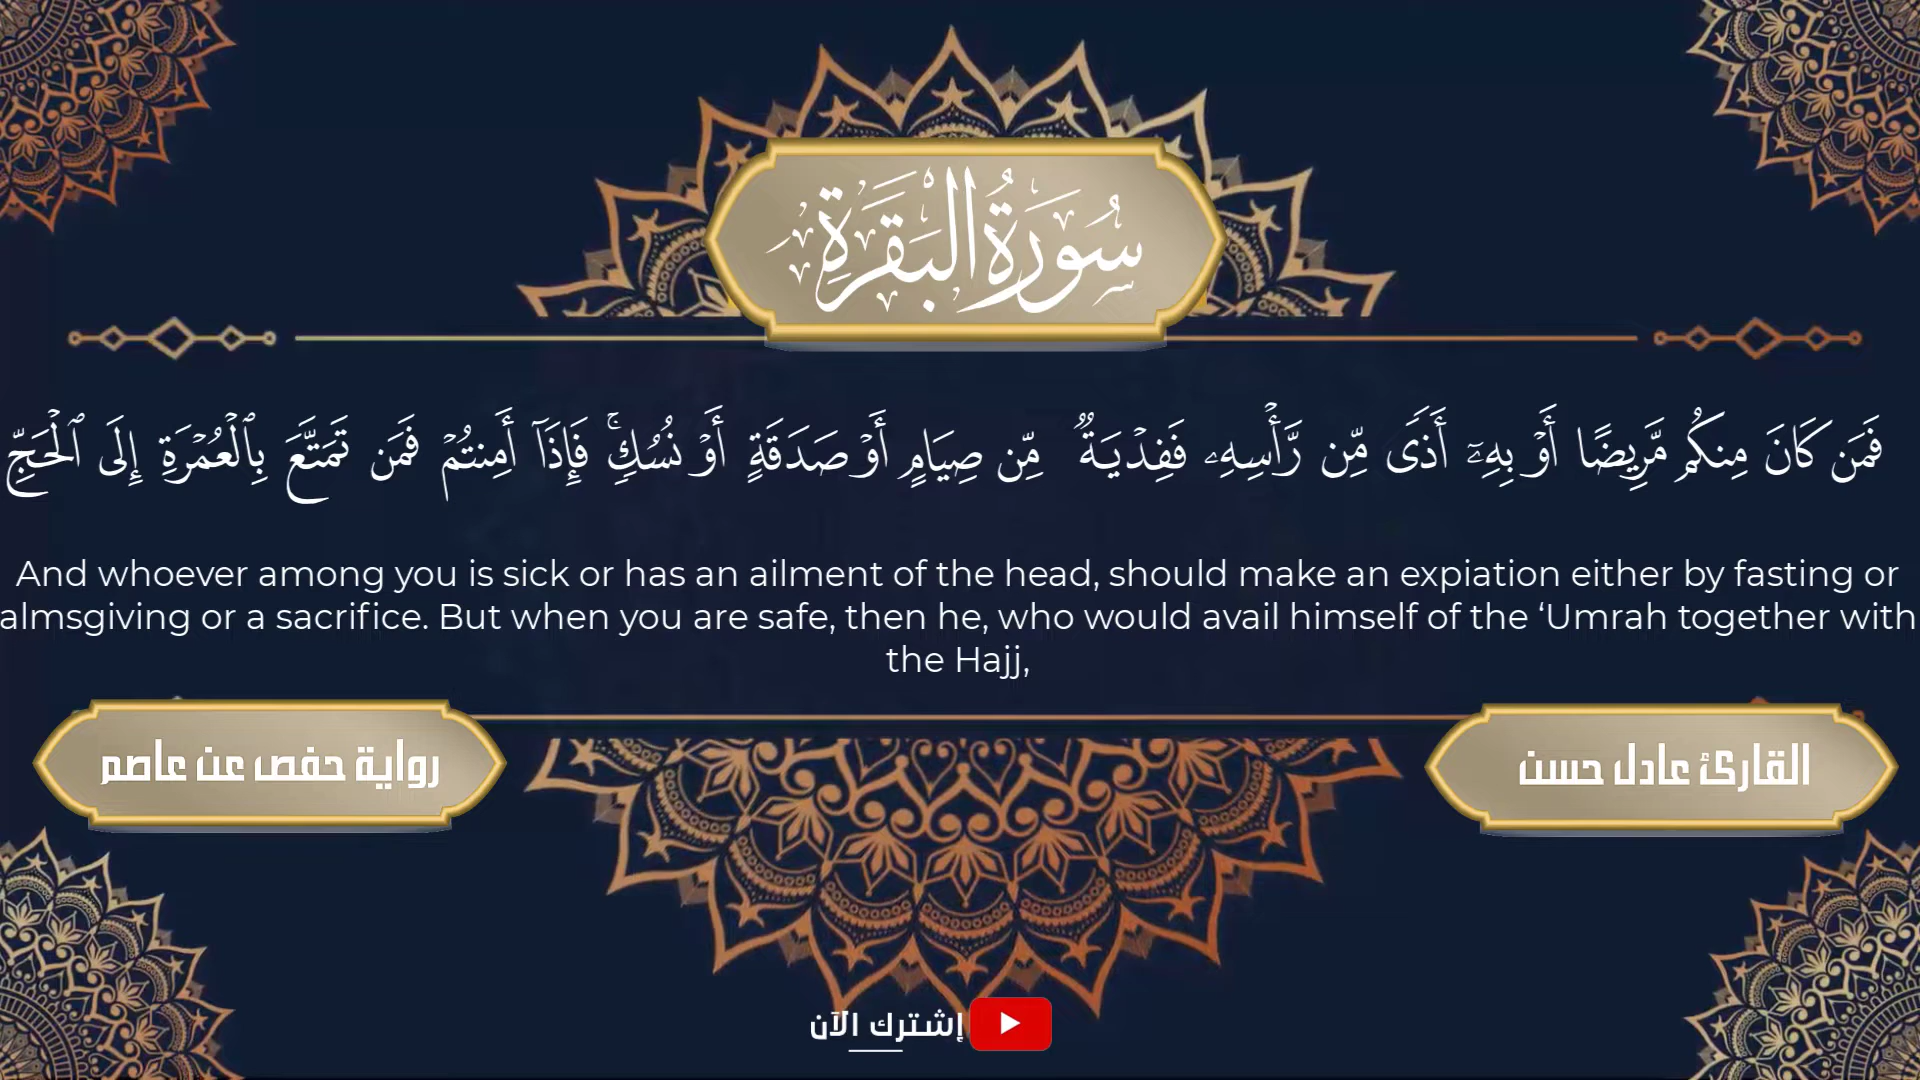 سُورَةُ البَقَرَةِ
فَمَن كَانَ مِنكُم مَّرِيضًا أَوۡ بِهِۦٓ أَذٗى مِّن رَّأۡسِهِۦ فَفِدۡيَةٞ مِّن صِيَامٍ أَوۡ صَدَقَةٍ أَوۡ نُسُكٖۚ فَإِذَآ أَمِنتُمۡ فَمَن تَمَتَّعَ بِٱلۡعُمۡرَةِ إِلَى ٱلۡحَجِّ
And whoever among you is sick or has an ailment of the head, should make an expiation either by fasting or
almsgiving or a sacrifice. But when you are safe, then he, who would avail himself of the ‘Umrah together with
the Hajj,
القارئ عادل حسن
رواية حفص عن عاصم
إشترك الآن